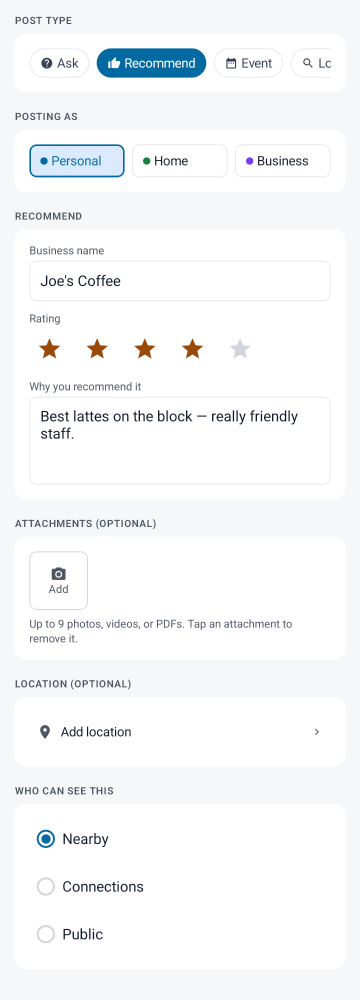 POST TYPE
Ask
Recommend
Event
Lo
POSTING AS
Personal
Home
Business
RECOMMEND
Business name
Joe's Coffee
Rating
Why you recommend it
Best lattes on the block — really friendly
staff.
ATTACHMENTS (OPTIONAL)
Add
Up to 9 photos, videos, or PDFs. Tap an attachment to
remove it.
LOCATION (OPTIONAL)
Add location
WHO CAN SEE THIS
Nearby
Connections
Public